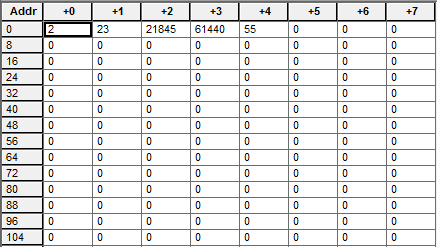 Addr +0 +1 +2 +3 +4 +5 +6 +7
0 2 23 21845 61440 55 0 0 0
8 0 0 0 0 0 0 0 0
16 0 0 0 0 0 0 0 0
24 0 0 0 0 0 0 0 0
32 0 0 0 0 0 0 0 0
40 0 0 0 0 0 0 0 0
48 0 0 0 0 0 0 0 0
56 0 0 0 0 0 0 0 0
64 0 0 0 0 0 0 0 0
72 0 0 0 0 0 0 0 0
80 0 0 0 0 0 0 0 0
88 0 0 0 0 0 0 0 0
96 0 0 0 0 0 0 0 0
104 0 0 0 0 0 0 0 0